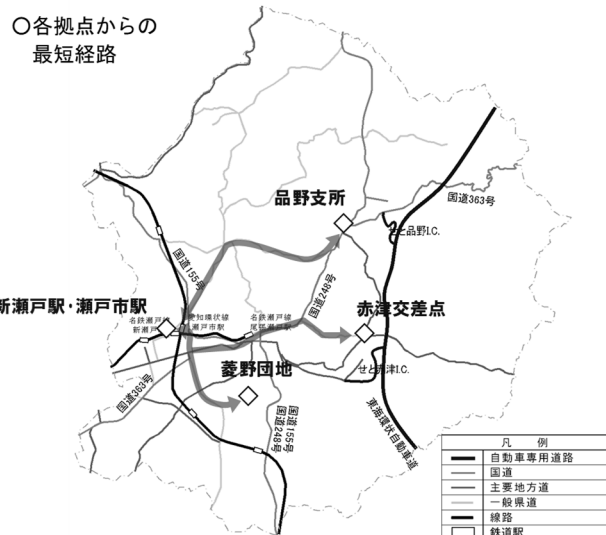 ○各拠点からの
最短経路
品野支所
国道363号
せと品野I.C.
国道155号
国道248号
新瀬戸駅・瀬戸市駅
赤津交差点
名鉄瀬戸線
新瀬戸
愛知環状線
瀬戸市駅
名鉄瀬戸線
尾張瀬戸駅
菱野団地
せと赤津I.C.
国道363号
国道155号
国道248号
東海環状自動車道
凡 例
自動車専用道路
国道
主要地方道
一般県道
線路
鉄道駅